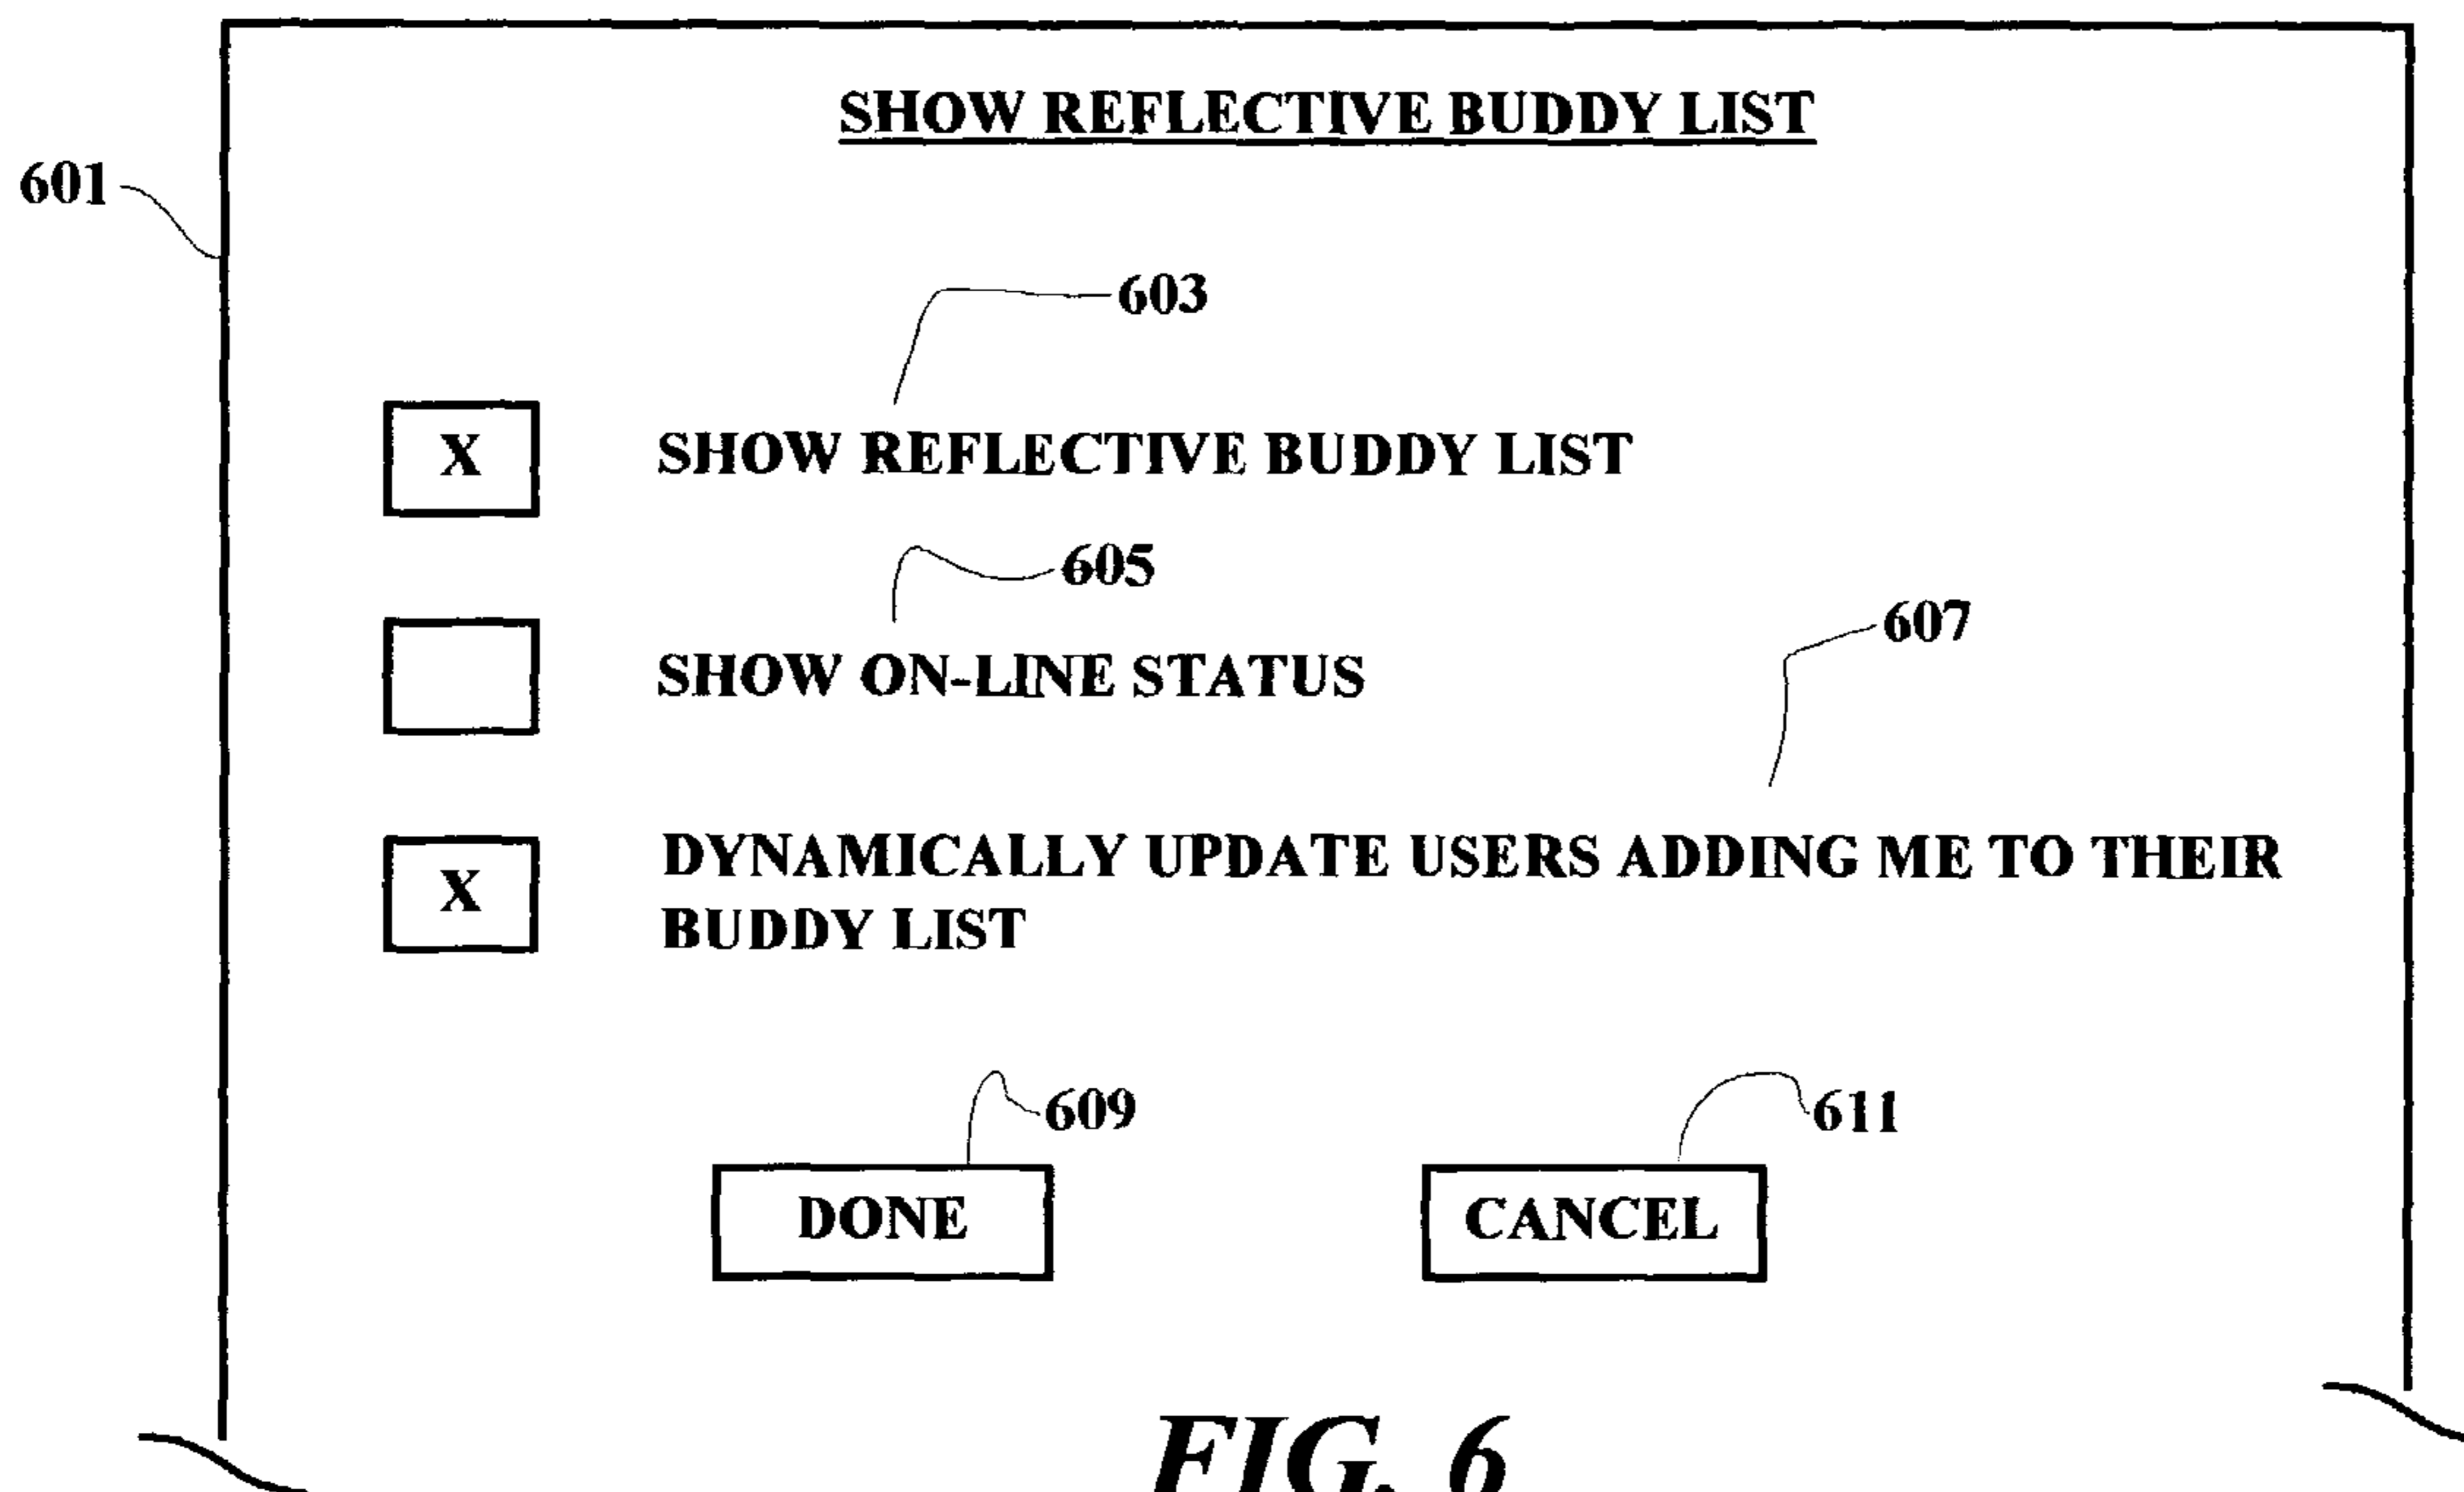 SHOW REFLECTIVE BUDDY LIST
601
603
X SHOW REFLECTIVE BUDDY LIST
605
SHOW ON-LINE STATUS
607
X DYNAMICALLY UPDATE USERS ADDING ME TO THEIR
BUDDY LIST
609
611
DONE
CANCEL
FIG. 6